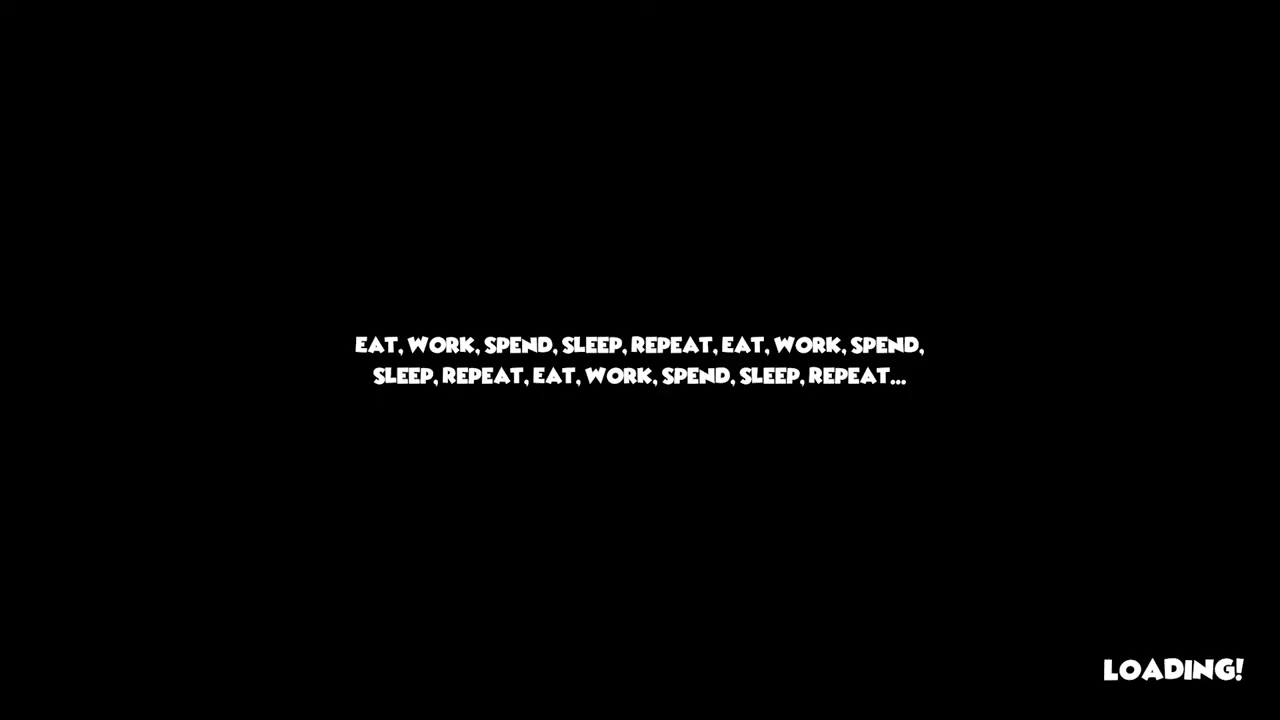 EAT, WORK, SPEND, SLEEP, REPEAT, EAT, WORK, SPEND,
SLEEP, REPEAT, EAT, WORK, SPEND, SLEEP, REPEAT...
LOADING!